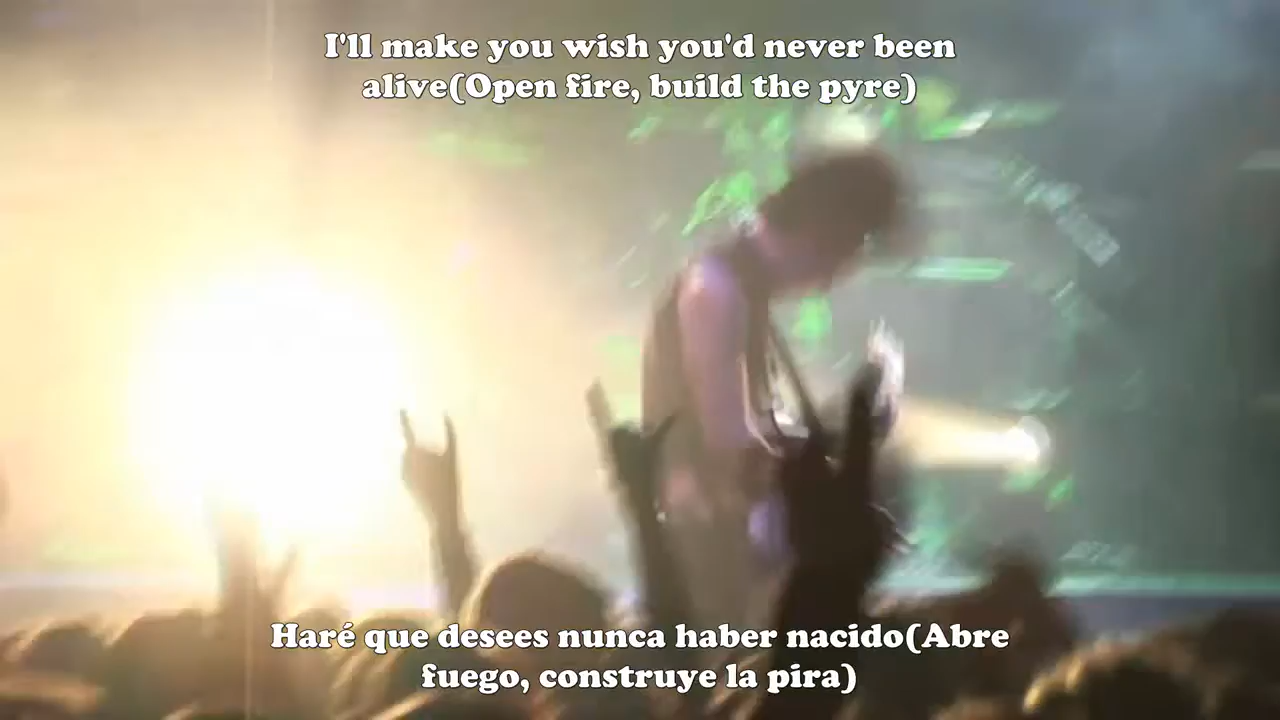 I'll make you wish you'd never been
alive(Open fire, build the pyre)
Haré que desees nunca haber nacido(Abre
fuego, construye la pira)